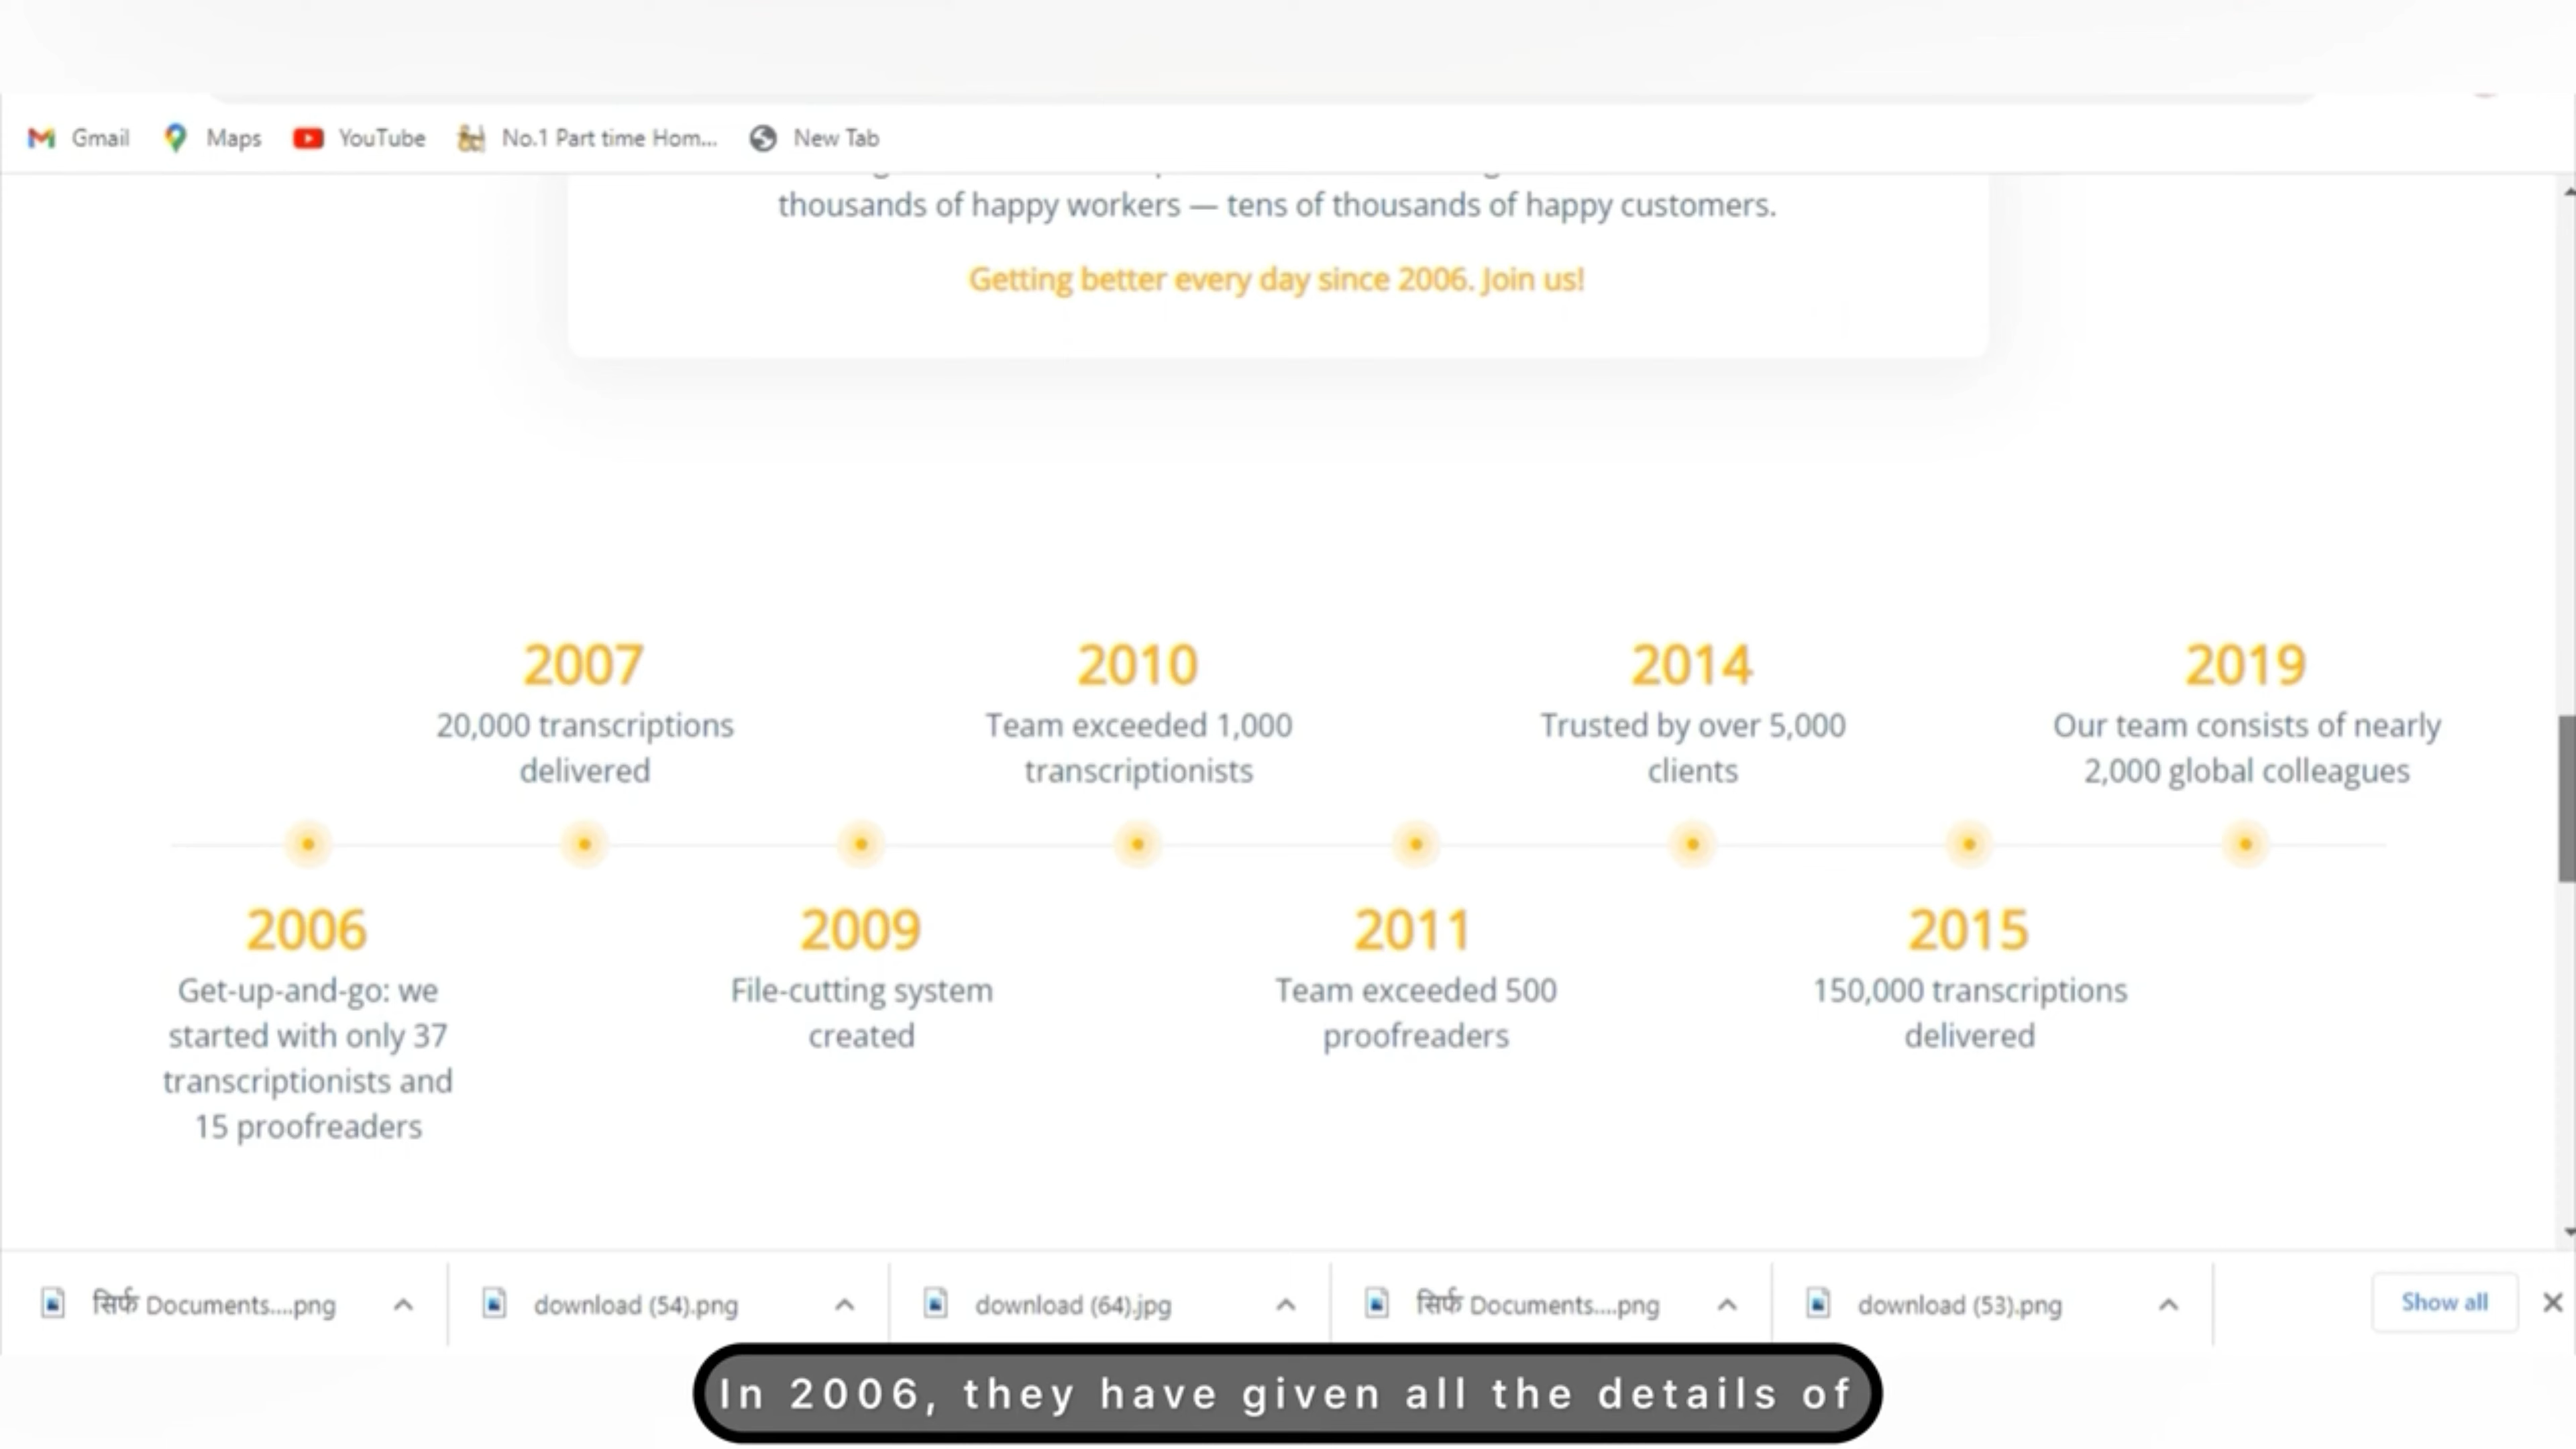 Gmail Maps YouTube No.1 Part time Hom... New Tab
thousands of happy workers — tens of thousands of happy customers.
Getting better every day since 2006. Join us!
2007
20,000 transcriptions
delivered
2010
Team exceeded 1,000
transcriptionists
2014
Trusted by over 5,000
clients
2019
Our team consists of nearly
2,000 global colleagues
2006
Get-up-and-go: we
started with only 37
transcriptionists and
15 proofreaders
2009
File-cutting system
created
2011
Team exceeded 500
proofreaders
2015
150,000 transcriptions
delivered
सिर्फ Documents....png download (54).png download (64).jpg सिर्फ Documents....png download (53).png Show all
In 2006, they have given all the details of